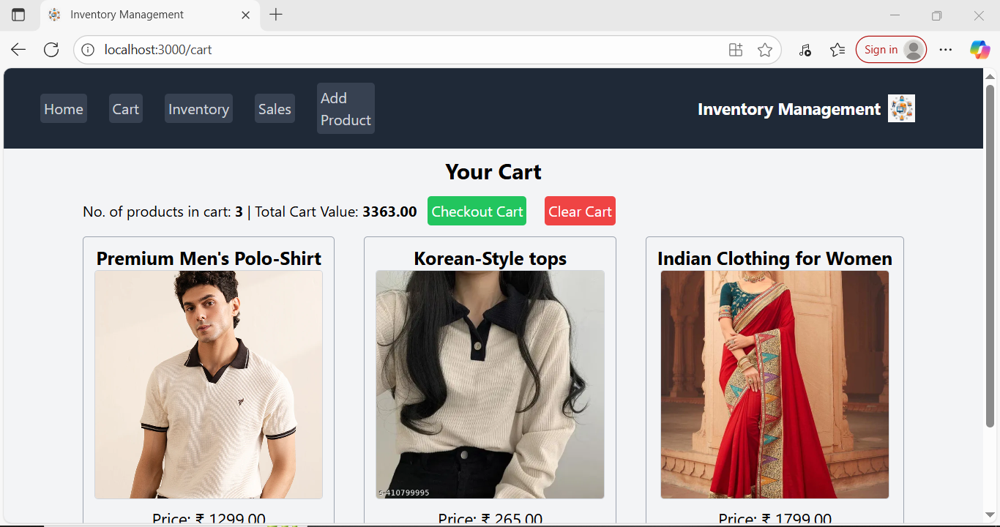 Inventory Management
localhost:3000/cart
Sign in
Home
Cart
Inventory
Sales
Add
Product
Inventory Management
Your Cart
No. of products in cart: 3 | Total Cart Value: 3363.00
Checkout Cart
Clear Cart
Premium Men's Polo-Shirt
Korean-Style tops
Indian Clothing for Women
S-410799995
Price: ₹ 1299.00
Price: ₹ 265.00
Price: ₹ 1799.00